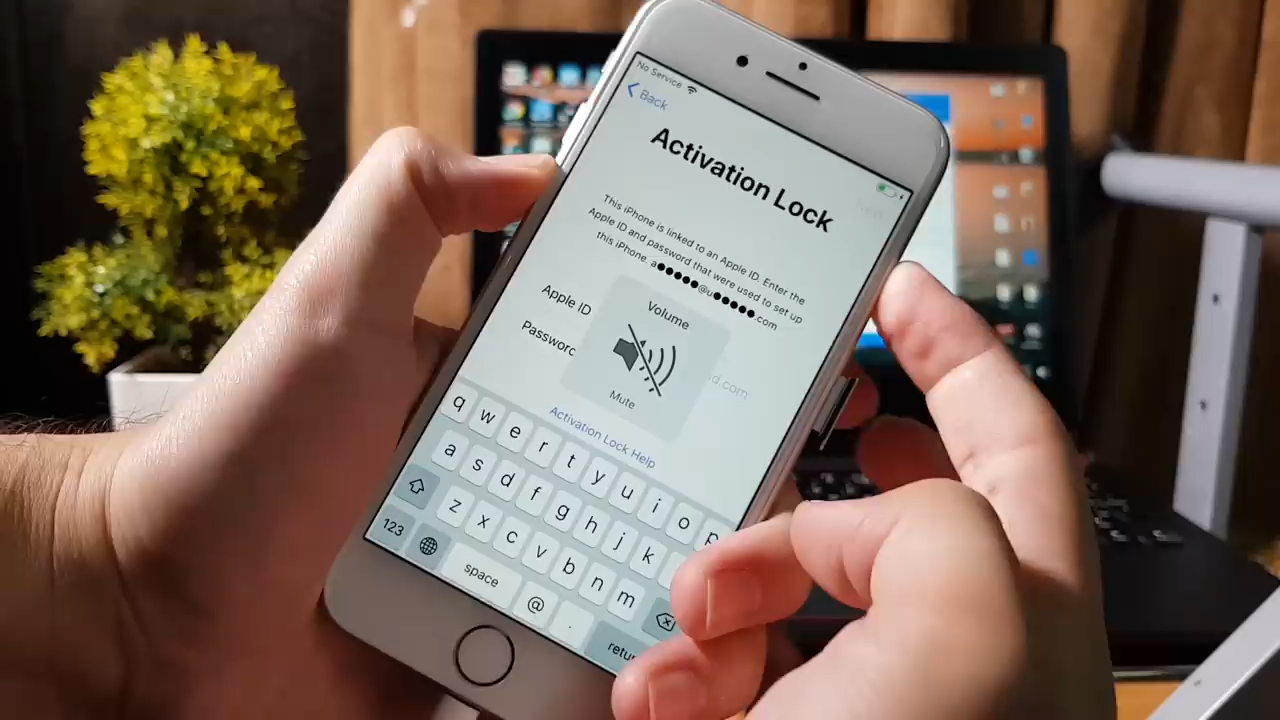 No Service
Back
Activation Lock
This iPhone is linked to an Apple ID. Enter the
Apple ID and password that were used to set up
this iPhone. a●●●●●@u●●●●●.com
Apple ID
Volume
Password
d.com
Mute
Activation Lock Help
q w e r t y u i o p
a s d f g h j k
z x c v b n m
123 space @ . return